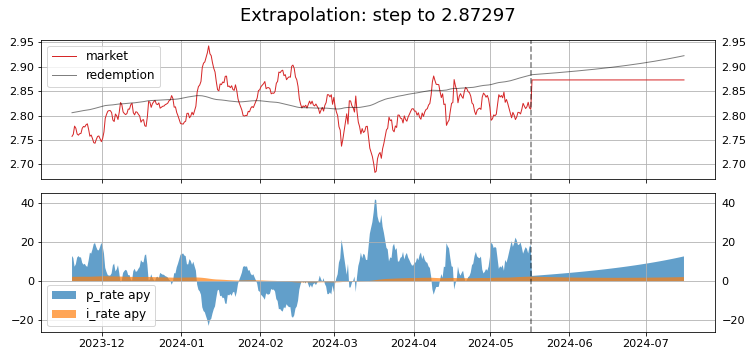 Extrapolation: step to 2.87297
2.95 2.95
market
redemption
2.90 2.90
2.85 2.85
2.80 2.80
2.75 2.75
2.70 2.70
40 40
20 20
0 0
p_rate apy
i_rate apy
−20 −20
2023-12 2024-01 2024-02 2024-03 2024-04 2024-05 2024-06 2024-07